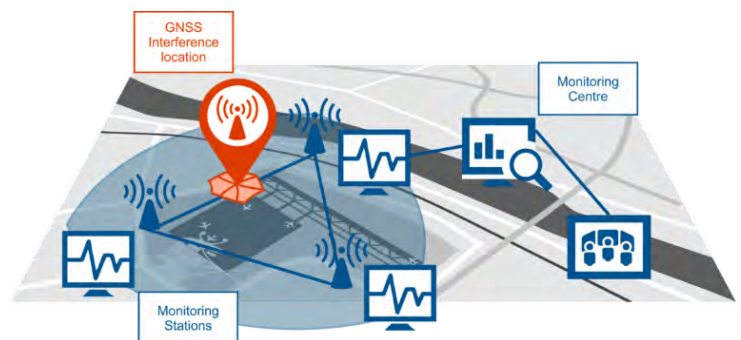 GNSS
Interference
location
Monitoring
Centre
Monitoring
Stations